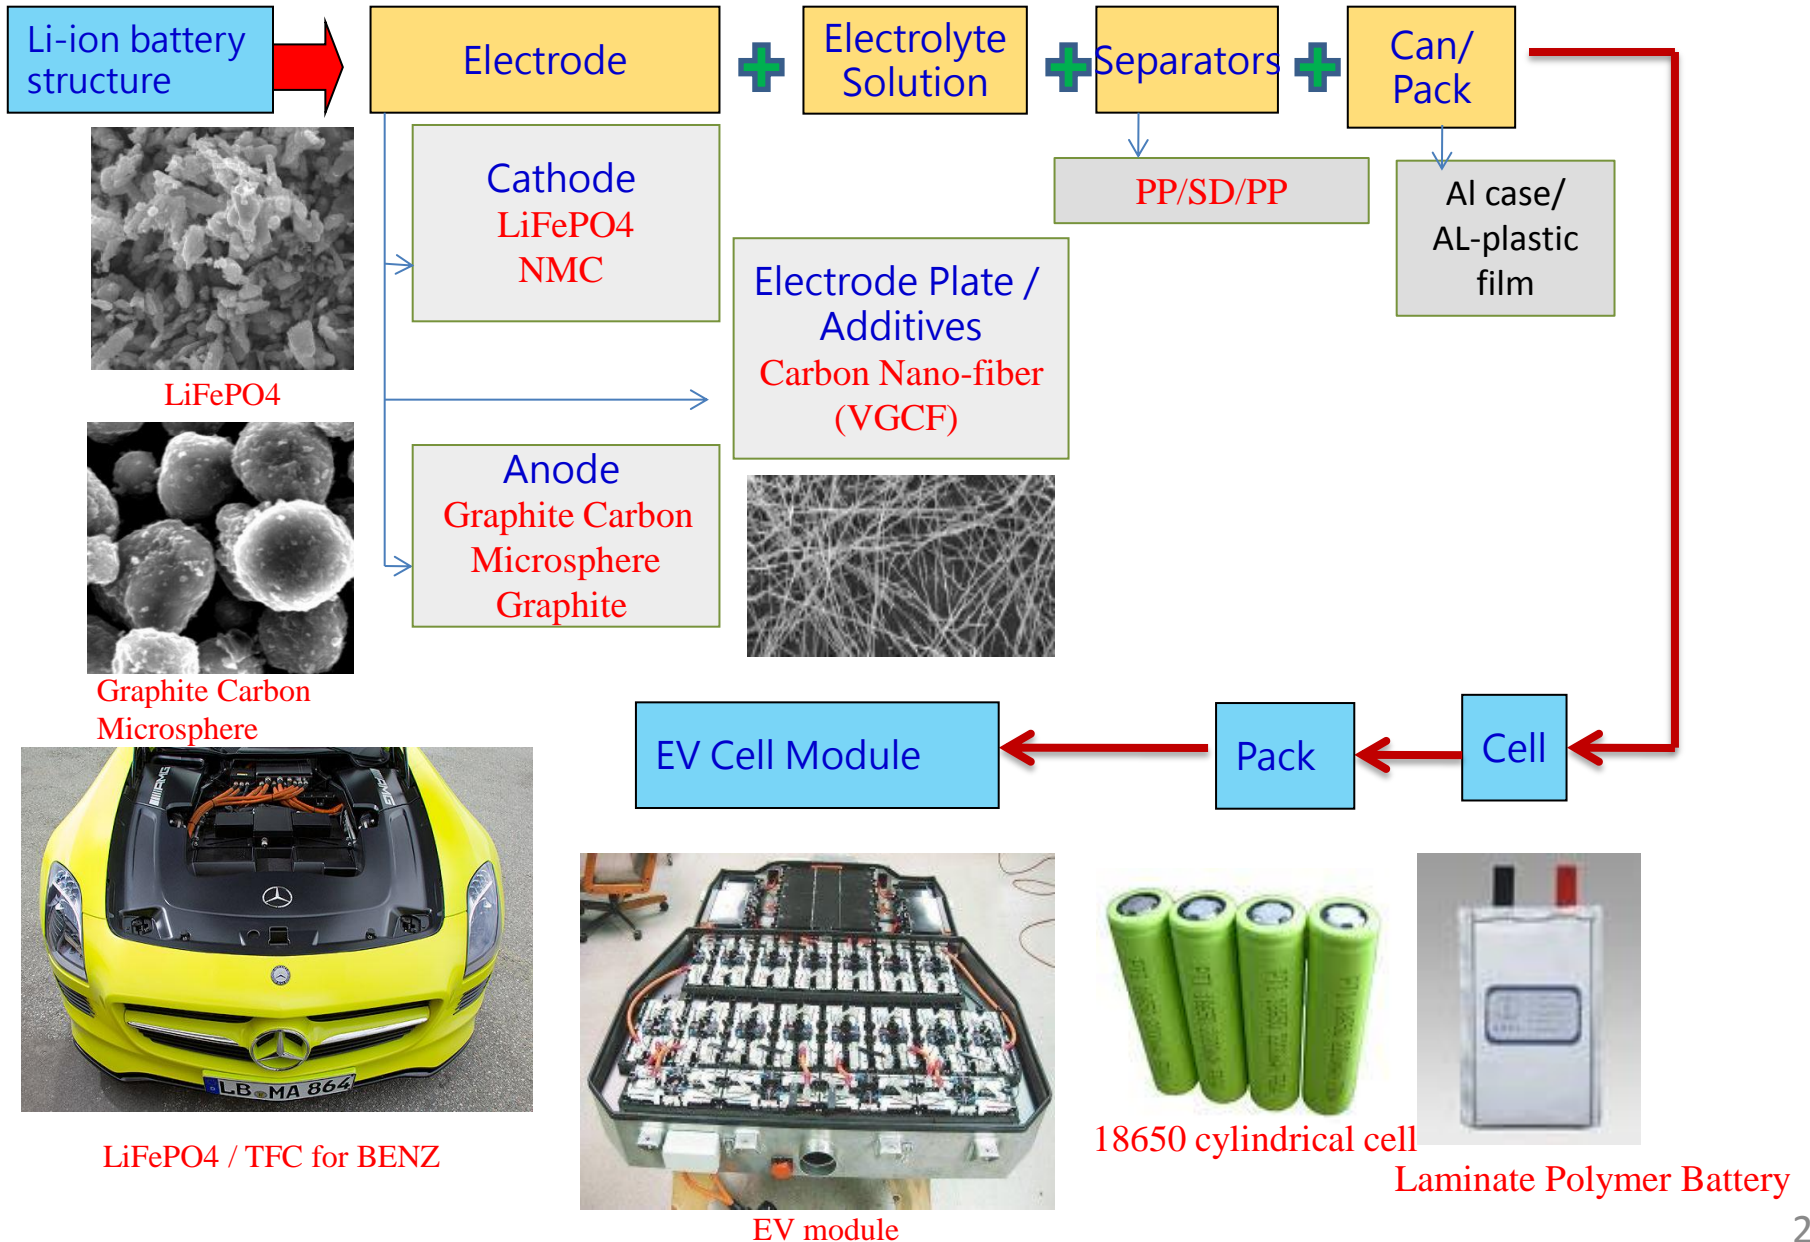 Li-ion battery
structure
Electrode
Electrolyte
Solution
Separators
Can/
Pack
Cathode
LiFePO4
NMC
PP/SD/PP
Al case/
AL-plastic
film
Electrode Plate /
Additives
Carbon Nano-fiber
(VGCF)
LiFePO4
Anode
Graphite Carbon
Microsphere
Graphite
Graphite Carbon
Microsphere
EV Cell Module
Pack
Cell
AMG
AMG
LB MA 864
LiFePO4 / TFC for BENZ
EV module
18650 cylindrical cell
Laminate Polymer Battery
2